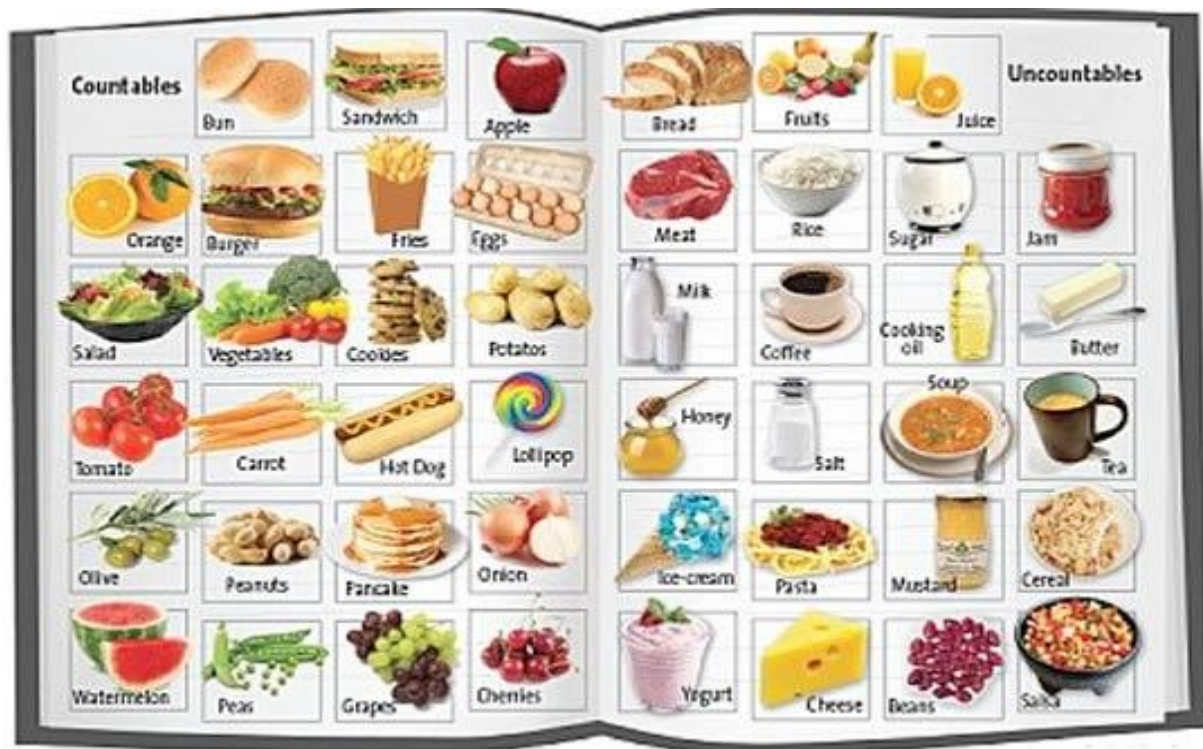 Countables
Bun
Sandwich
Apple
Orange
Burger
Fries
Eggs
Salad
Vegetables
Cookies
Potatos
Tomato
Carrot
Hot Dog
Lollipop
Olive
Peanuts
Pancake
Onion
Watermelon
Peas
Grapes
Cherries
Uncountables
Bread
Fruits
Juice
Meat
Rice
Sugar
Jam
Milk
Coffee
Cooking
oil
Butter
Honey
Salt
Soup
Tea
Ice-cream
Pasta
Mustard
Cereal
Yogurt
Cheese
Beans
Salsa